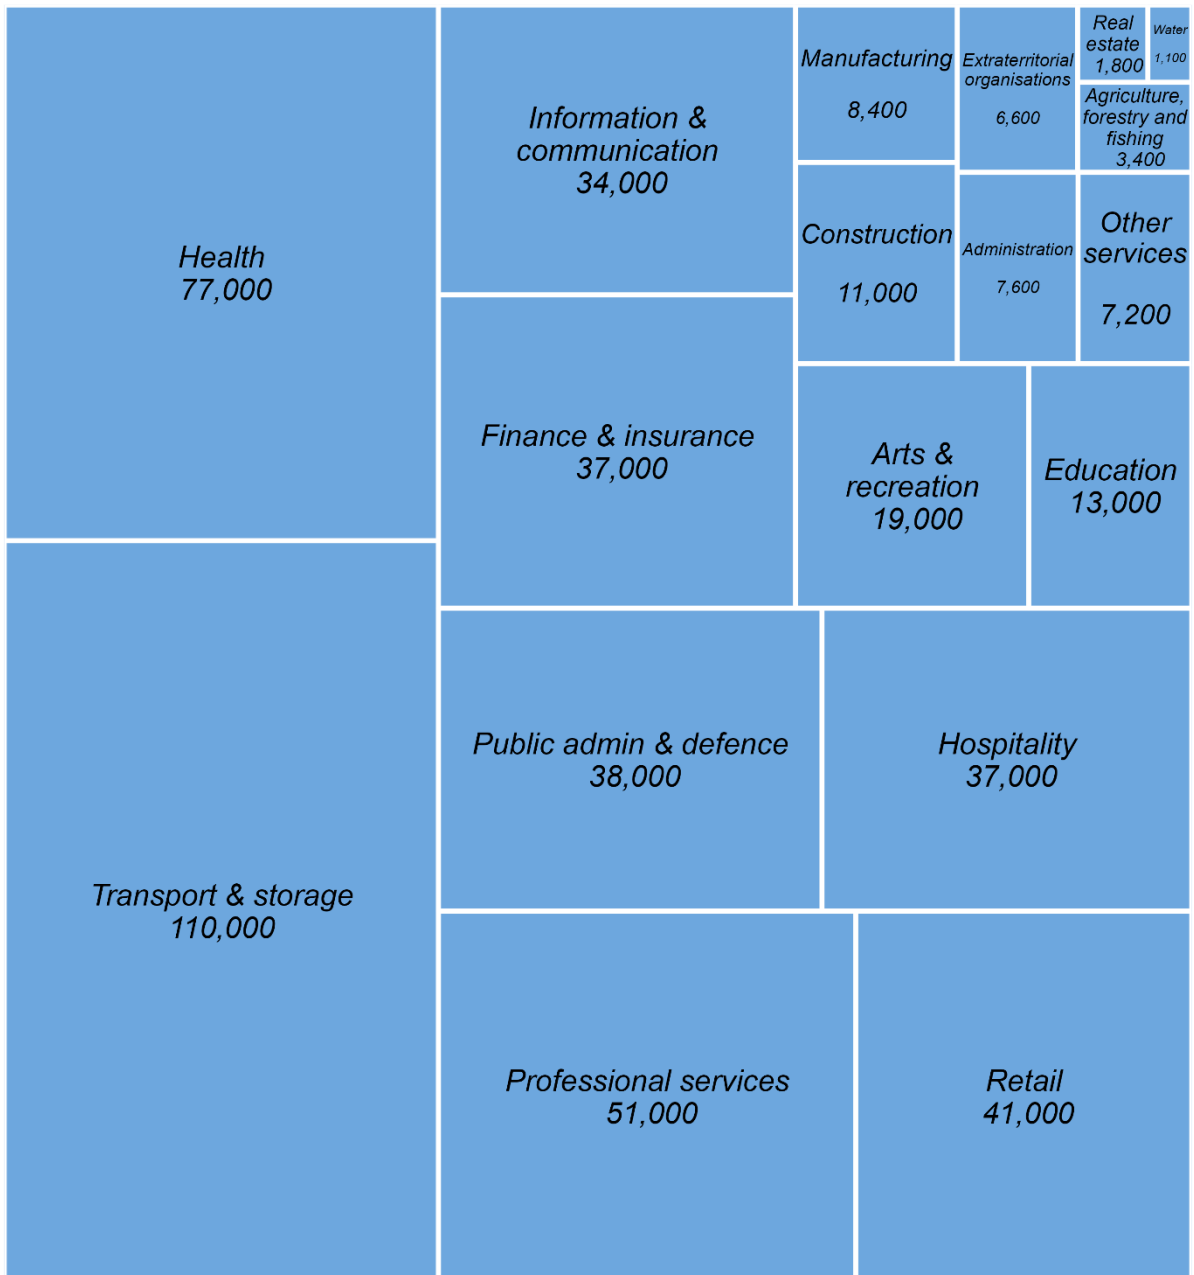 Health
77,000
Transport & storage
110,000
Information &
communication
34,000
Finance & insurance
37,000
Public admin & defence
38,000
Professional services
51,000
Manufacturing
8,400
Construction
11,000
Extraterritorial
organisations
6,600
Administration
7,600
Real
estate
1,800
Water
1,100
Agriculture,
forestry and
fishing
3,400
Other
services
7,200
Arts &
recreation
19,000
Education
13,000
Hospitality
37,000
Retail
41,000